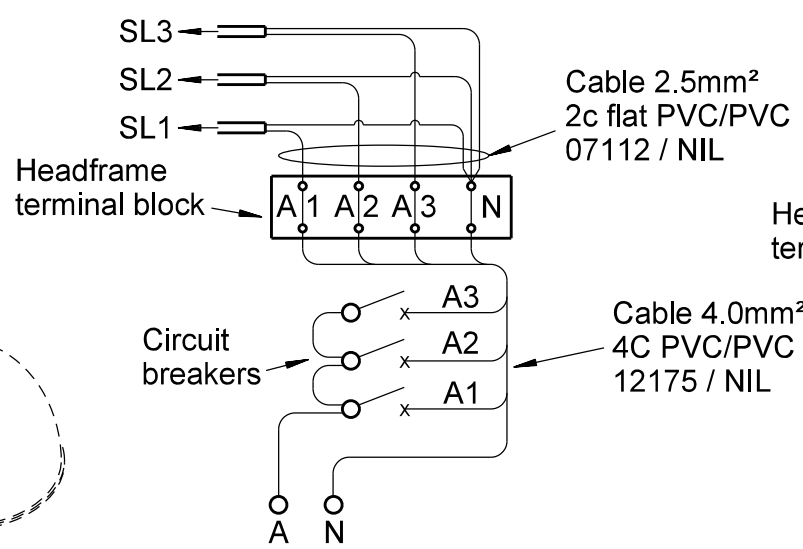 SL3
SL2
SL1
Cable 2.5mm²
2c flat PVC/PVC
07112 / NIL
Headframe
terminal block
A 1 A 2 A 3 N
He
ter
A3
A2
A1
Circuit
breakers
Cable 4.0mm²
4C PVC/PVC
12175 / NIL
A N